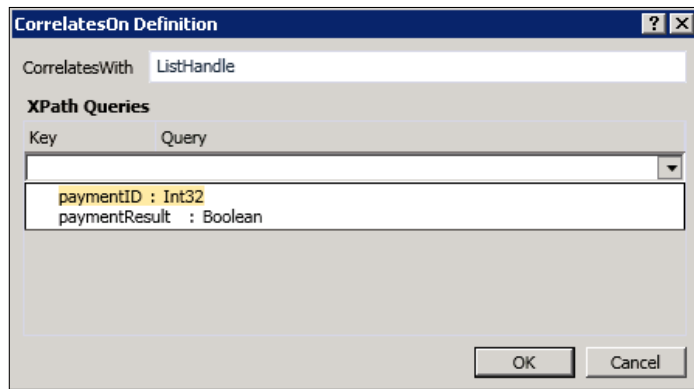 CorrelatesOn Definition
CorrelatesWith ListHandle
XPath Queries
Key Query
paymentID : Int32
paymentResult : Boolean
OK Cancel